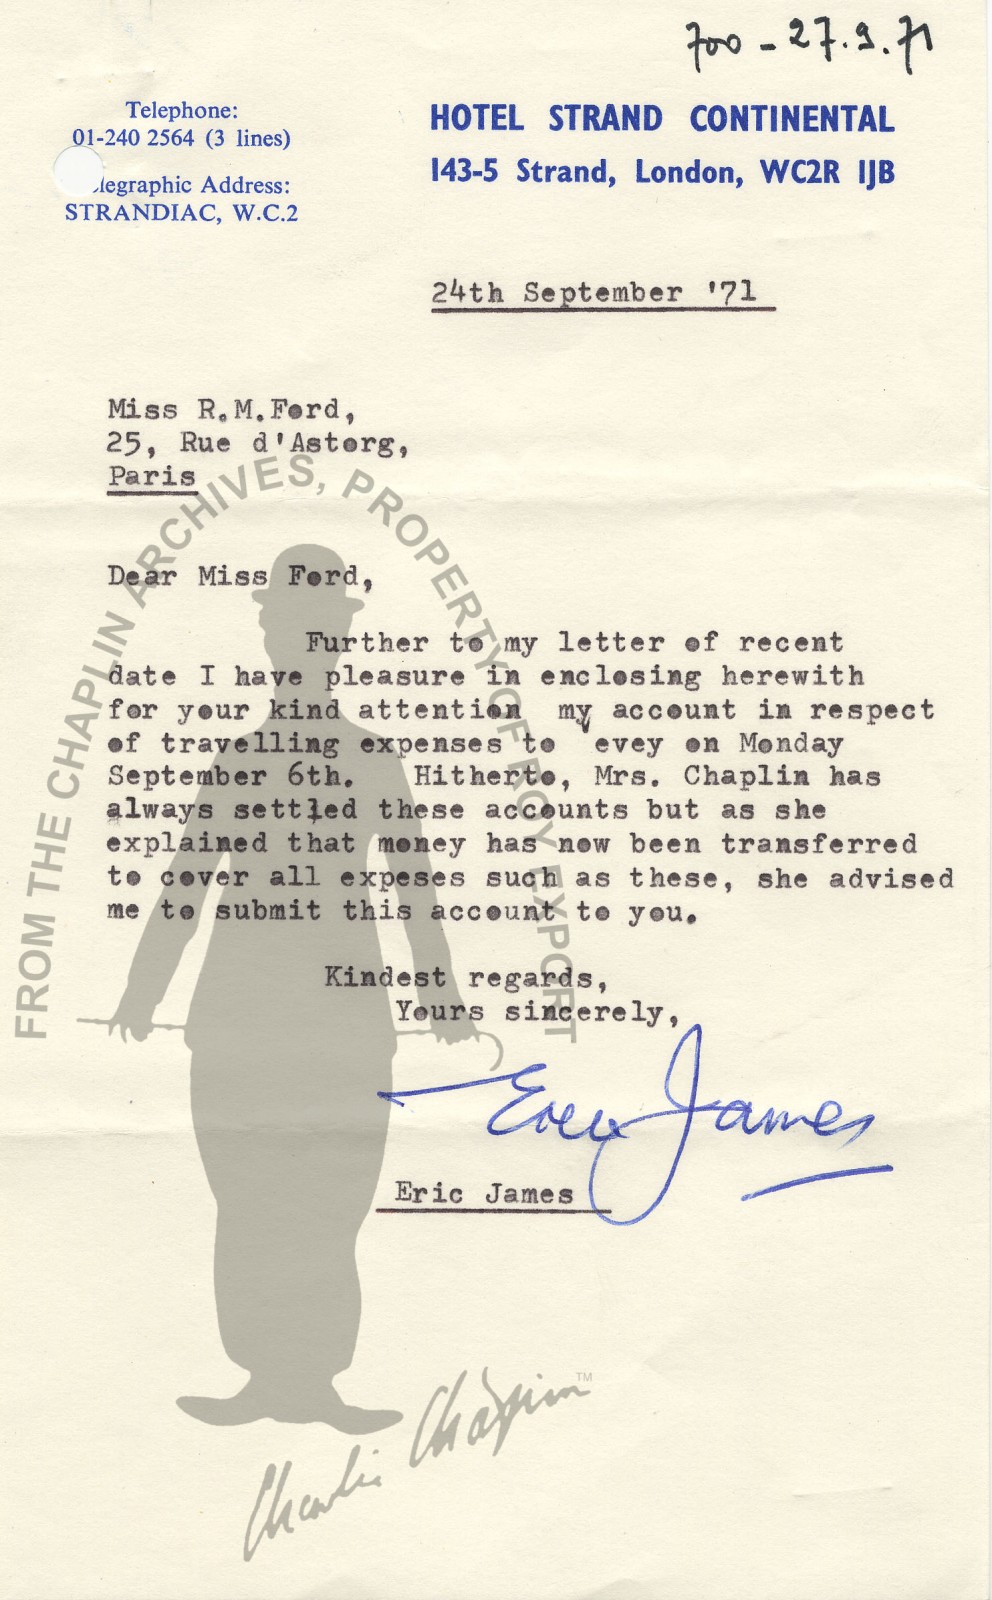 700 - 27.9.71
Telephone:
01-240 2564 (3 lines)
legraphic Address:
STRANDIAC, W.C.2
HOTEL STRAND CONTINENTAL
143-5 Strand, London, WC2R 1JB
24th September '71
Miss R.M.Ford,
25, Rue d'Astorg,
Paris
Dear Miss Ford,
Further to my letter of recent
date I have pleasure in enclosing herewith
for your kind attention my account in respect
of travelling expenses to evey on Monday
September 6th. Hitherto, Mrs. Chaplin has
always settled these accounts but as she
explained that money has now been transferred
to cover all expeses such as these, she advised
me to submit this account to you.
Kindest regards,
Yours sincerely,
Eric James
Eric James
FROM THE CHAPLIN ARCHIVES, PROPERTY OF ROY EXPORT
Charlie Chaplin TM